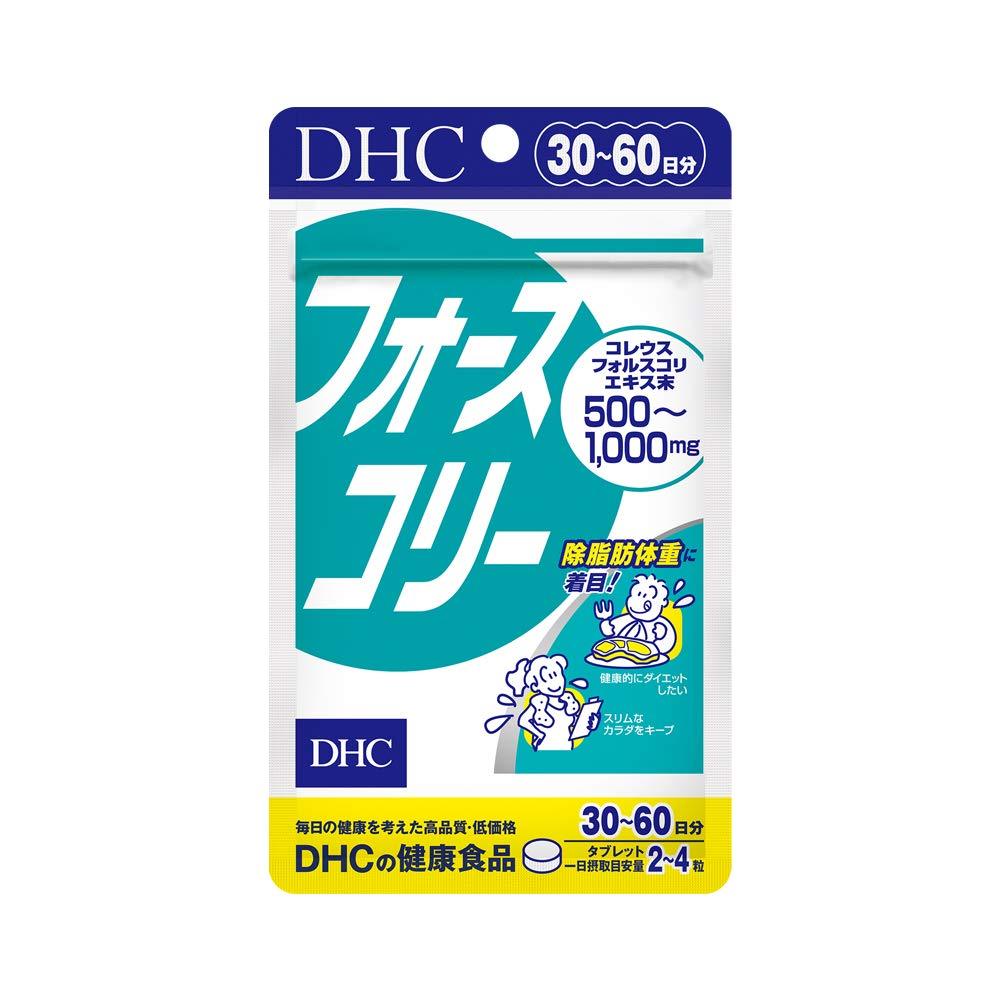 DHC
30~60日分
フォース
コリー
コレウス
フォルスコリ
エキス末
500～
1,000mg
除脂肪体重に
着目!
健康的にダイエット
したい
スリムな
カラダをキープ
DHC
毎日の健康を考えた高品質・低価格
DHCの健康食品
30~60日分
タブレット
一日摂取目安量 2~4粒